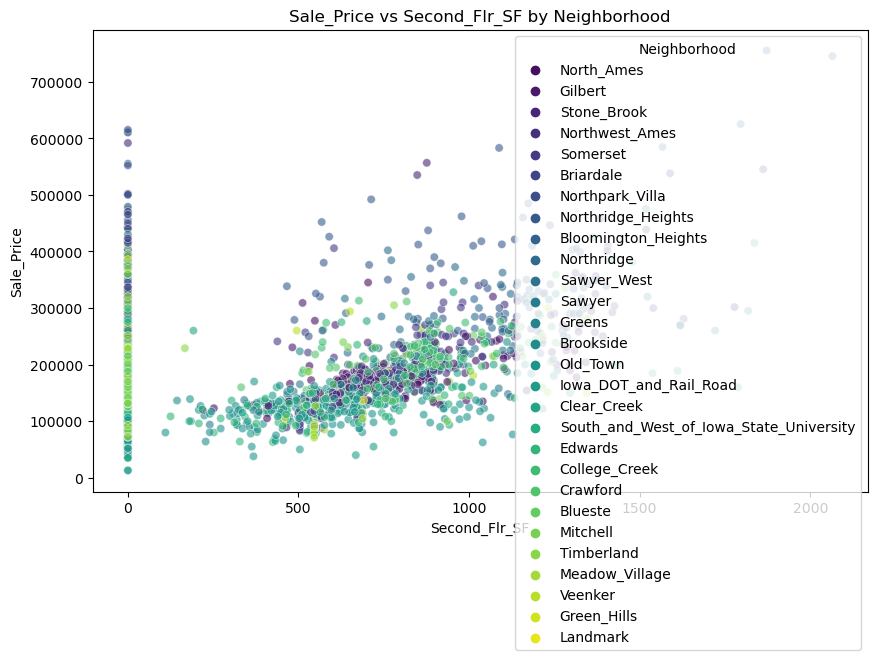 Sale_Price vs Second_Flr_SF by Neighborhood
Sale_Price
700000
600000
500000
400000
300000
200000
100000
0
0
500
1000
1500
2000
Second_Flr_SF
Neighborhood
North_Ames
Gilbert
Stone_Brook
Northwest_Ames
Somerset
Briardale
Northpark_Villa
Northridge_Heights
Bloomington_Heights
Northridge
Sawyer_West
Sawyer
Greens
Brookside
Old_Town
Iowa_DOT_and_Rail_Road
Clear_Creek
South_and_West_of_Iowa_State_University
Edwards
College_Creek
Crawford
Blueste
Mitchell
Timberland
Meadow_Village
Veenker
Green_Hills
Landmark